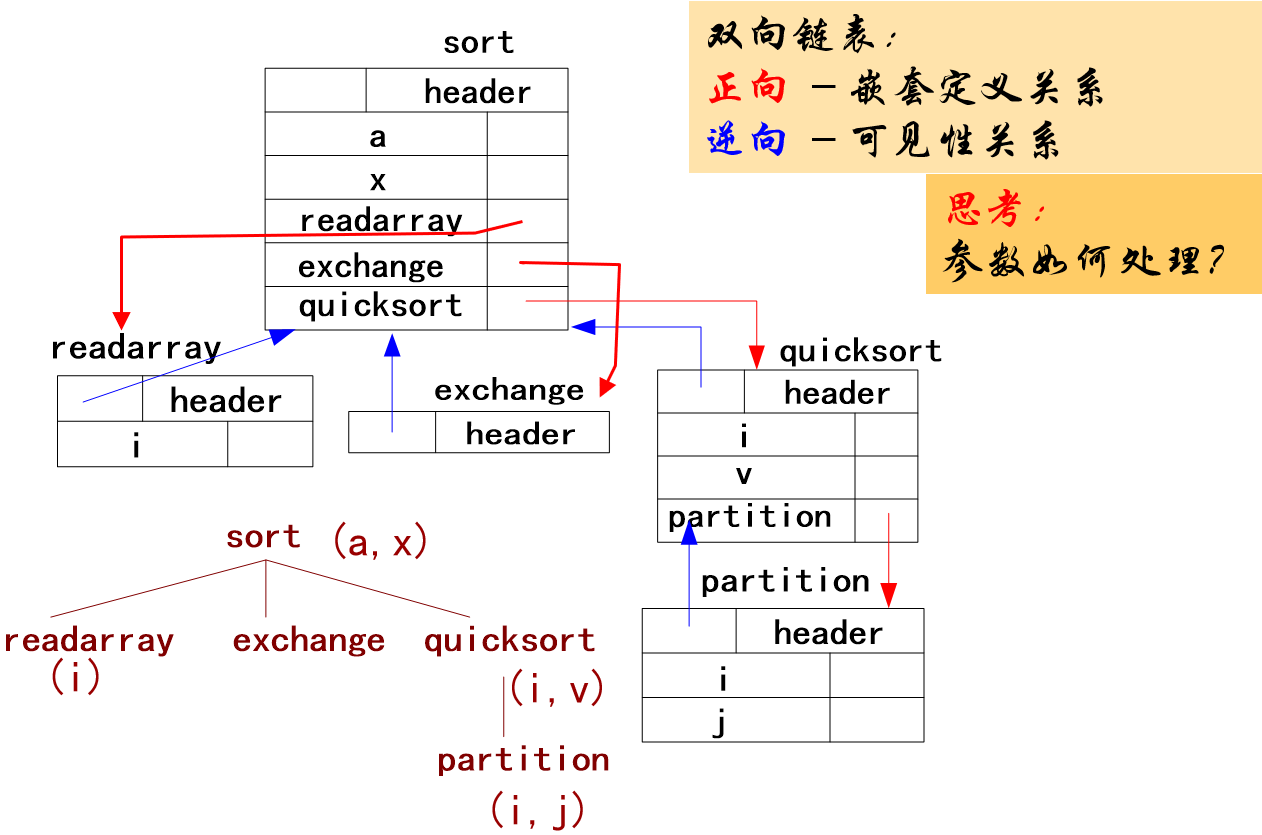 sort
header
a
x
readarray
exchange
quicksort
双向链表：
正向 － 嵌套定义关系
逆向 － 可见性关系
思考：
参数如何处理？
readarray
header
i
exchange
header
quicksort
header
i
v
partition
partition
header
i
j
sort (a,x)
readarray exchange quicksort
(i) (i,v)
partition
(i,j)